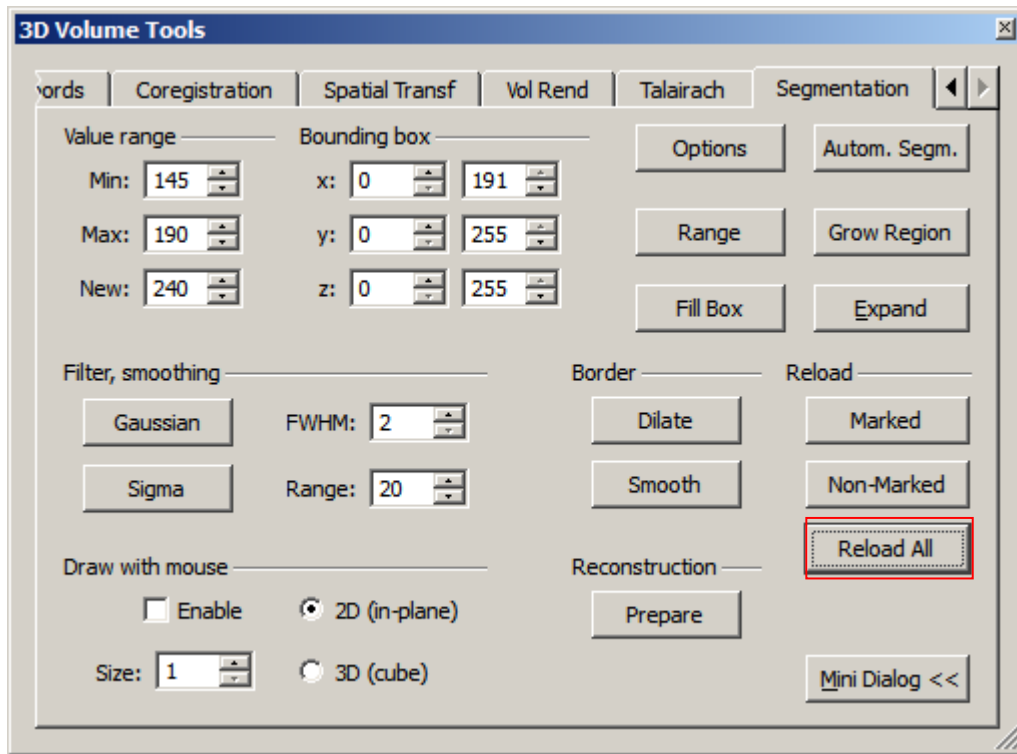 3D Volume Tools
ords Coregistration Spatial Transf Vol Rend Talairach Segmentation
Value range Bounding box Options Autom. Segm.
Min: 145 x: 0 191
Max: 190 y: 0 255 Range Grow Region
New: 240 z: 0 255 Fill Box Expand
Filter, smoothing Border Reload
Gaussian FWHM: 2 Dilate Marked
Sigma Range: 20 Smooth Non-Marked
Reload All
Draw with mouse Reconstruction
Enable 2D (in-plane) Prepare
Size: 1 3D (cube) Mini Dialog <<